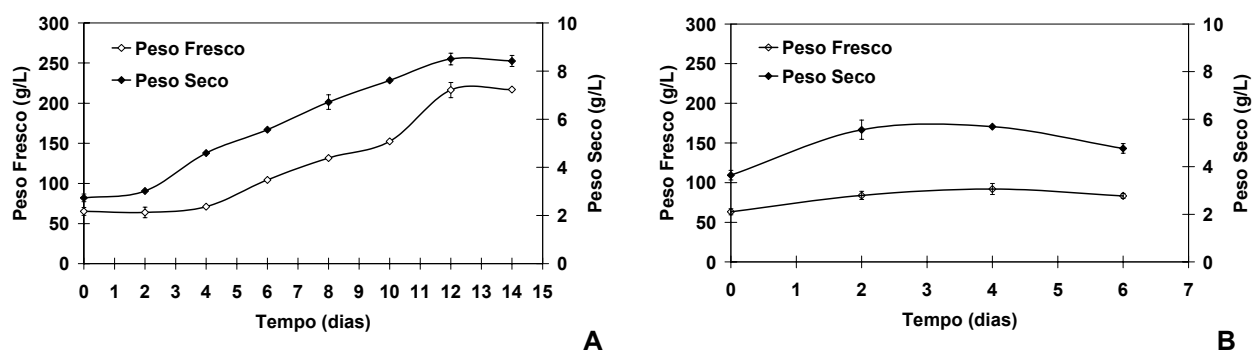 300
250
200
150
100
50
0
Peso Fresco (g/L)
Peso Fresco
Peso Seco
10
8
6
4
2
0
Peso Seco (g/L)
0 1 2 3 4 5 6 7 8 9 10 11 12 13 14 15
Tempo (dias)
A
300
250
200
150
100
50
0
Peso Fresco (g/L)
Peso Fresco
Peso Seco
10
8
6
4
2
0
Peso Seco (g/L)
0 1 2 3 4 5 6 7
Tempo (dias)
B